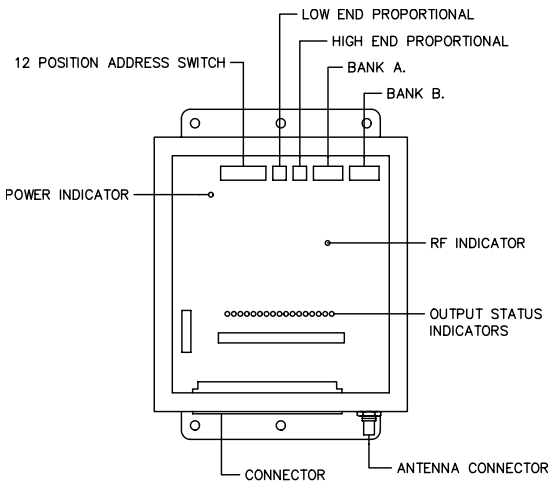 LOW END PROPORTIONAL
HIGH END PROPORTIONAL
12 POSITION ADDRESS SWITCH
BANK A.
BANK B.
POWER INDICATOR
RF INDICATOR
OUTPUT STATUS
INDICATORS
CONNECTOR
ANTENNA CONNECTOR